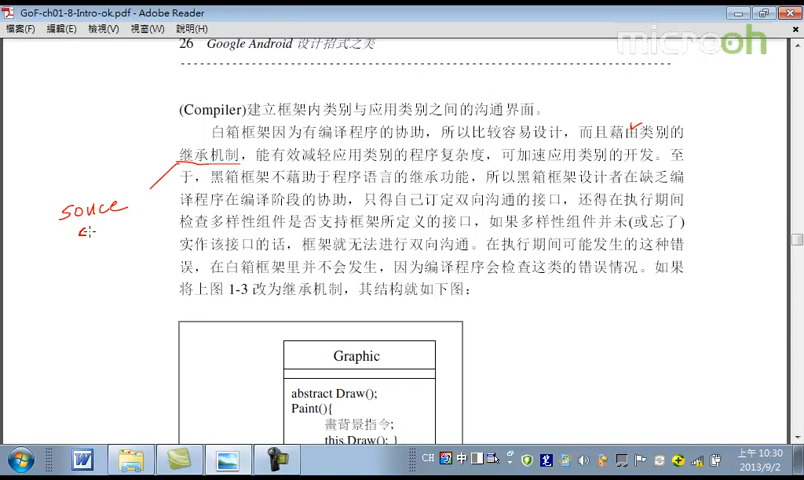 GoF-ch01-8-Intro-ok.pdf - Adobe Reader
檔案(F) 編輯(E) 檢視(V) 視窗(W) 說明(H)
microoh
26 Google Android 设计招式之美
(Compiler)建立框架内类别与应用类别之间的沟通界面。
白箱框架因为有编译程序的协助，所以比较容易设计，而且藉由类别的
继承机制，能有效减轻应用类别的程序复杂度，可加速应用类别的开发。至
于，黑箱框架不藉助于程序语言的继承功能，所以黑箱框架设计者在缺乏编
译程序在编译阶段的协助，只得自己订定双向沟通的接口，还得在执行期间
检查多样性组件是否支持框架所定义的接口，如果多样性组件并未(或忘了)
实作该接口的话，框架就无法进行双向沟通。在执行期间可能发生的这种错
误，在白箱框架里并不会发生，因为编译程序会检查这类的错误情况。如果
将上图 1-3 改为继承机制，其结构就如下图：
souce
Graphic
abstract Draw();
Paint(){
畫背景指令;
this.Draw(); }
CH 中
上午 10:30
2013/9/2